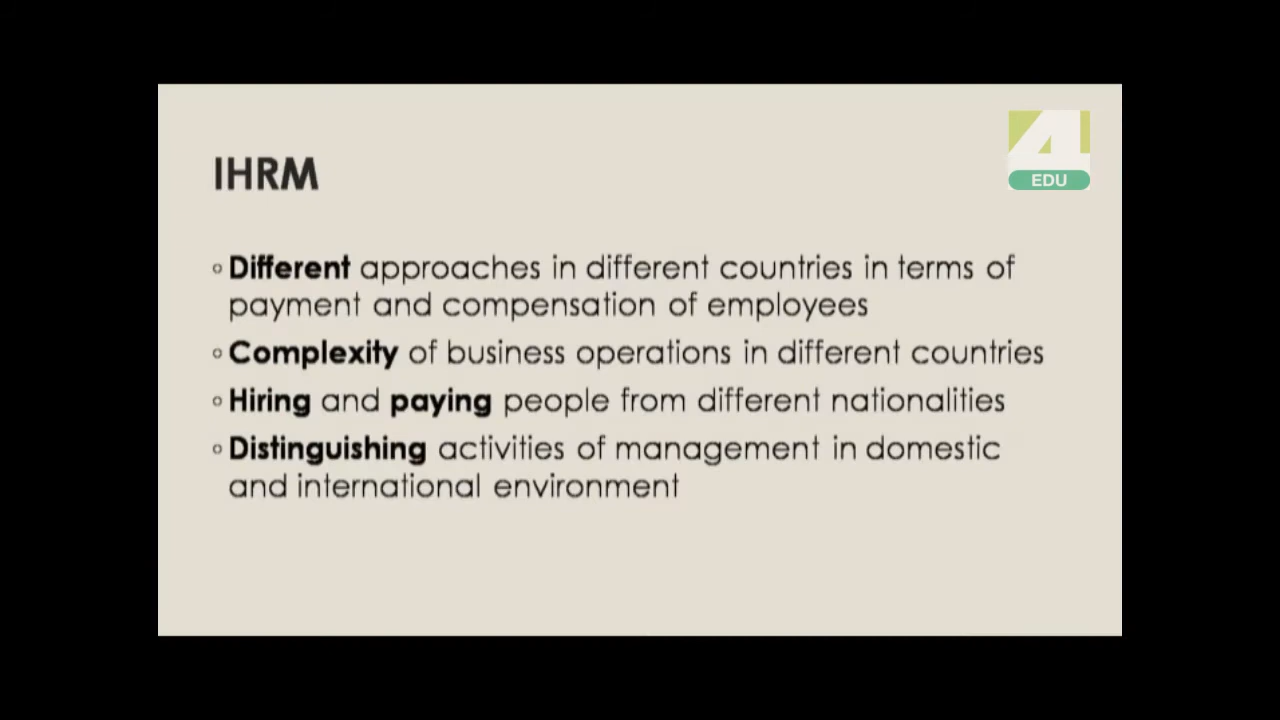 4
EDU
IHRM
◦ Different approaches in different countries in terms of
payment and compensation of employees
◦ Complexity of business operations in different countries
◦ Hiring and paying people from different nationalities
◦ Distinguishing activities of management in domestic
and international environment